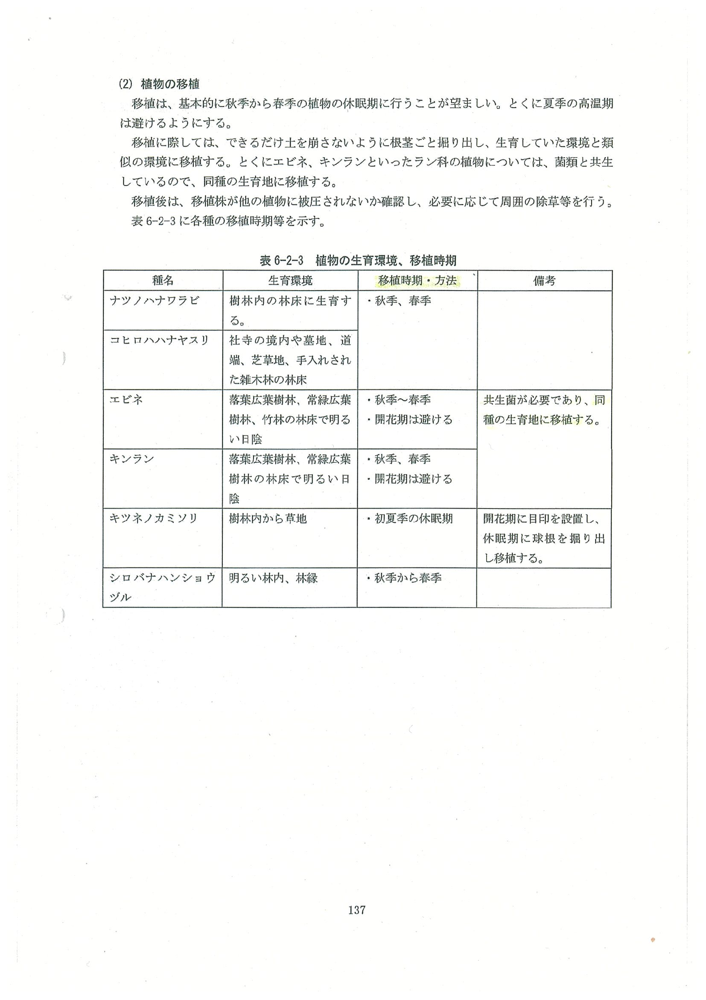 (2) 植物の移植
移植は、基本的に秋季から春季の植物の休眠期に行うことが望ましい。とくに夏季の高温期
は避けるようにする。
移植に際しては、できるだけ土を崩さないように根茎ごと掘り出し、生育していた環境と類
似の環境に移植する。とくにエビネ、キンランといったラン科の植物については、菌類と共生
しているので、同種の生育地に移植する。
移植後は、移植株が他の植物に被圧されないか確認し、必要に応じて周囲の除草等を行う。
表 6-2-3 に各種の移植時期等を示す。
表 6-2-3 植物の生育環境、移植時期
種名 生育環境 移植時期・方法 備考
ナツノハナワラビ
樹林内の林床に生育す
る。
・秋季、春季
コヒロハハナヤスリ
社寺の境内や墓地、道
端、芝草地、手入れされ
た雑木林の林床
エビネ
落葉広葉樹林、常緑広葉
樹林、竹林の林床で明る
い日陰
・秋季～春季
・開花期は避ける
共生菌が必要であり、同
種の生育地に移植する。
キンラン
落葉広葉樹林、常緑広葉
樹林の林床で明るい日
陰
・秋季、春季
・開花期は避ける
キツネノカミソリ
樹林内から草地
・初夏季の休眠期
開花期に目印を設置し、
休眠期に球根を掘り出
し移植する。
シロバナハンショウ
ヅル
明るい林内、林縁
・秋季から春季
137